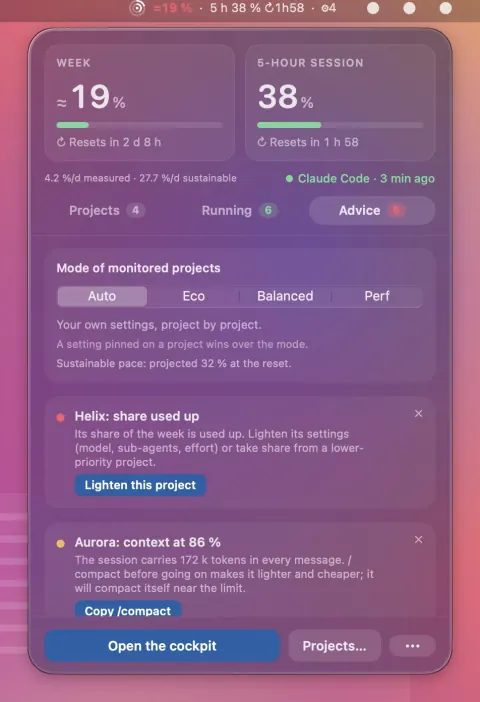 ≈19 % · 5 h 38 % ↻1h58 · ⚙4
WEEK
≈19%
↻ Resets in 2 d 8 h
5-HOUR SESSION
38%
↻ Resets in 1 h 58
4.2 %/d measured · 27.7 %/d sustainable
● Claude Code · 3 min ago
Projects 4
Running 6
Advice
Mode of monitored projects
Auto
Eco
Balanced
Perf
Your own settings, project by project.
A setting pinned on a project wins over the mode.
Sustainable pace: projected 32 % at the reset.
Helix: share used up
Its share of the week is used up. Lighten its settings
(model, sub-agents, effort) or take share from a lower-
priority project.
Lighten this project
Aurora: context at 86 %
The session carries 172 k tokens in every message. /
compact before going on makes it lighter and cheaper; it
will compact itself near the limit.
Copy /compact
Open the cockpit
Projects...